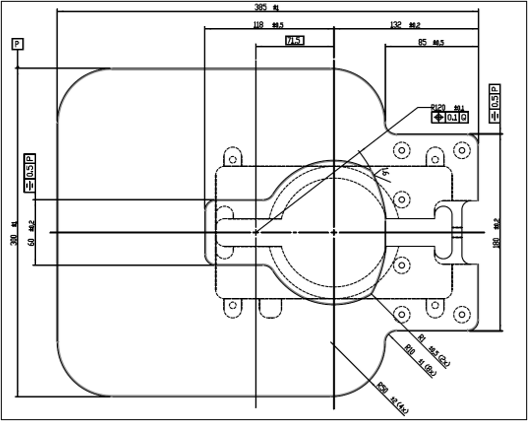 385 ±1
118 ±0,5
132 ±0,2
71,5
85 ±0,5
P
R120 ±0,1
⌖ 0.1 Q
0.5 P
0.5 P
300 ±1
60 ±0,2
180 ±0,2
R1 ±0,5 (2x)
R10 ±1 (8x)
R50 ±2 (4x)